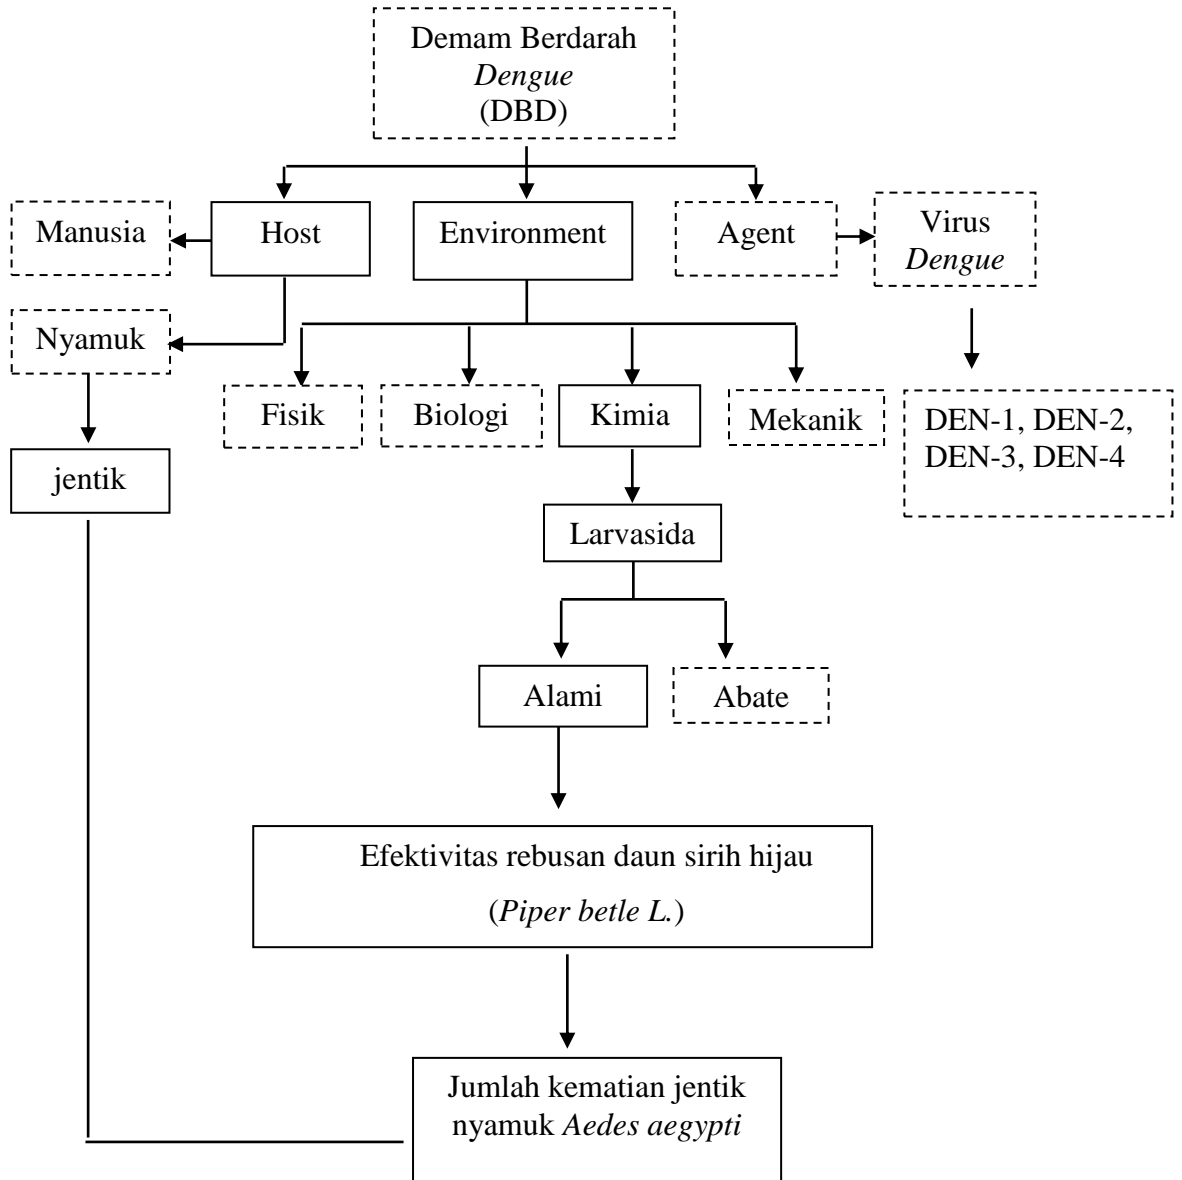 Demam Berdarah
Dengue
(DBD)
Manusia
Host
Environment
Agent
Virus
Dengue
Nyamuk
Fisik
Biologi
Kimia
Mekanik
DEN-1, DEN-2,
DEN-3, DEN-4
jentik
Larvasida
Alami
Abate
Efektivitas rebusan daun sirih hijau
(Piper betle L.)
Jumlah kematian jentik
nyamuk Aedes aegypti